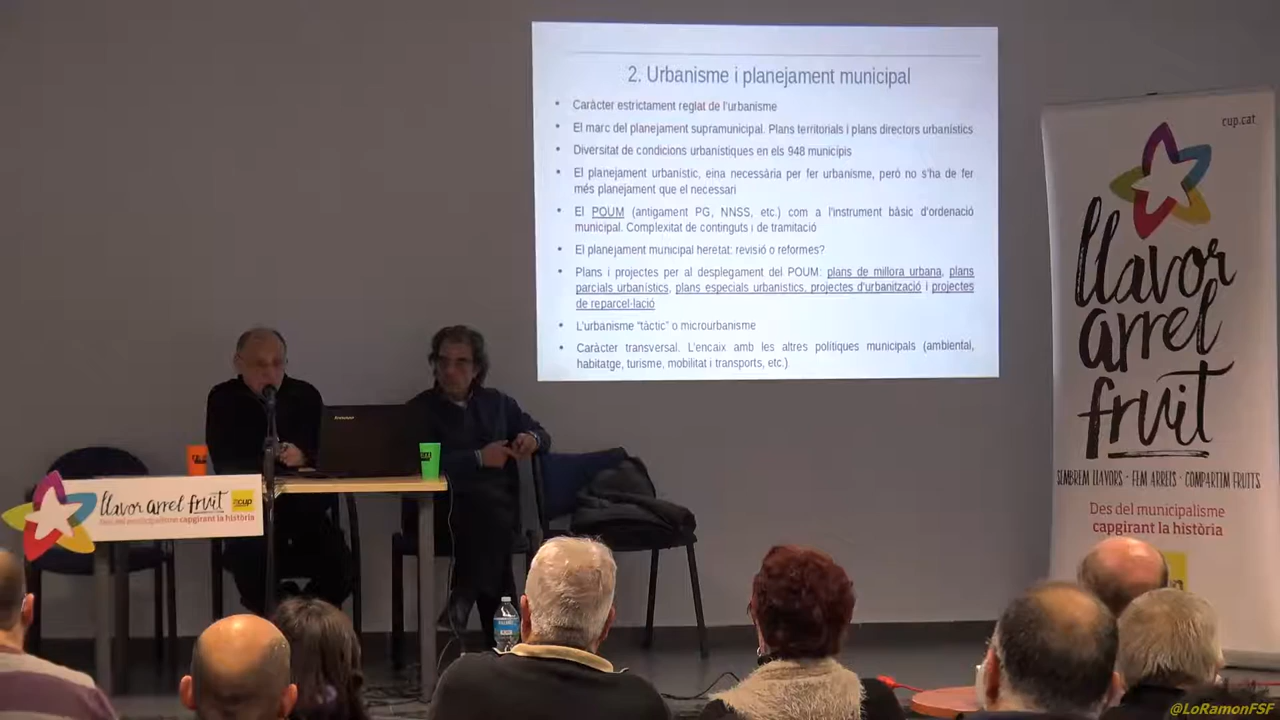 2. Urbanisme i planejament municipal
• Caràcter estrictament reglat de l'urbanisme
• El marc del planejament supramunicipal. Plans territorials i plans directors urbanístics
• Diversitat de condicions urbanístiques en els 948 municipis
• El planejament urbanístic, eina necessària per fer urbanisme, però no s'ha de fer
més planejament que el necessari
• El POUM (antigament PG, NNSS, etc.) com a l'instrument bàsic d'ordenació
municipal. Complexitat de continguts i de tramitació
• El planejament municipal heretat: revisió o reformes?
• Plans i projectes per al desplegament del POUM: plans de millora urbana, plans
parcials urbanístics, plans especials urbanístics, projectes d'urbanització i projectes
de reparcel·lació
• L'urbanisme "tàctic" o microurbanisme
• Caràcter transversal. L'encaix amb les altres polítiques municipals (ambiental,
habitatge, turisme, mobilitat i transports, etc.)
cup.cat
llavor
arrel
fruit
SEMBREM LLAVORS · FEM ARRELS · COMPARTIM FRUITS
Des del municipalisme
capgirant la història
llavor arrel fruit
cup
Des del municipalisme capgirant la història
@LoRamonFSF